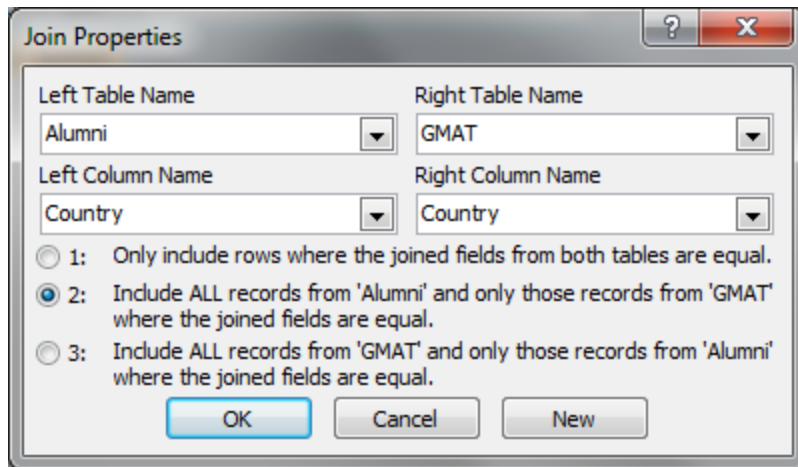 Join Properties
Left Table Name
Right Table Name
Alumni
GMAT
Left Column Name
Right Column Name
Country
Country
1: Only include rows where the joined fields from both tables are equal.
2: Include ALL records from 'Alumni' and only those records from 'GMAT'
where the joined fields are equal.
3: Include ALL records from 'GMAT' and only those records from 'Alumni'
where the joined fields are equal.
OK
Cancel
New